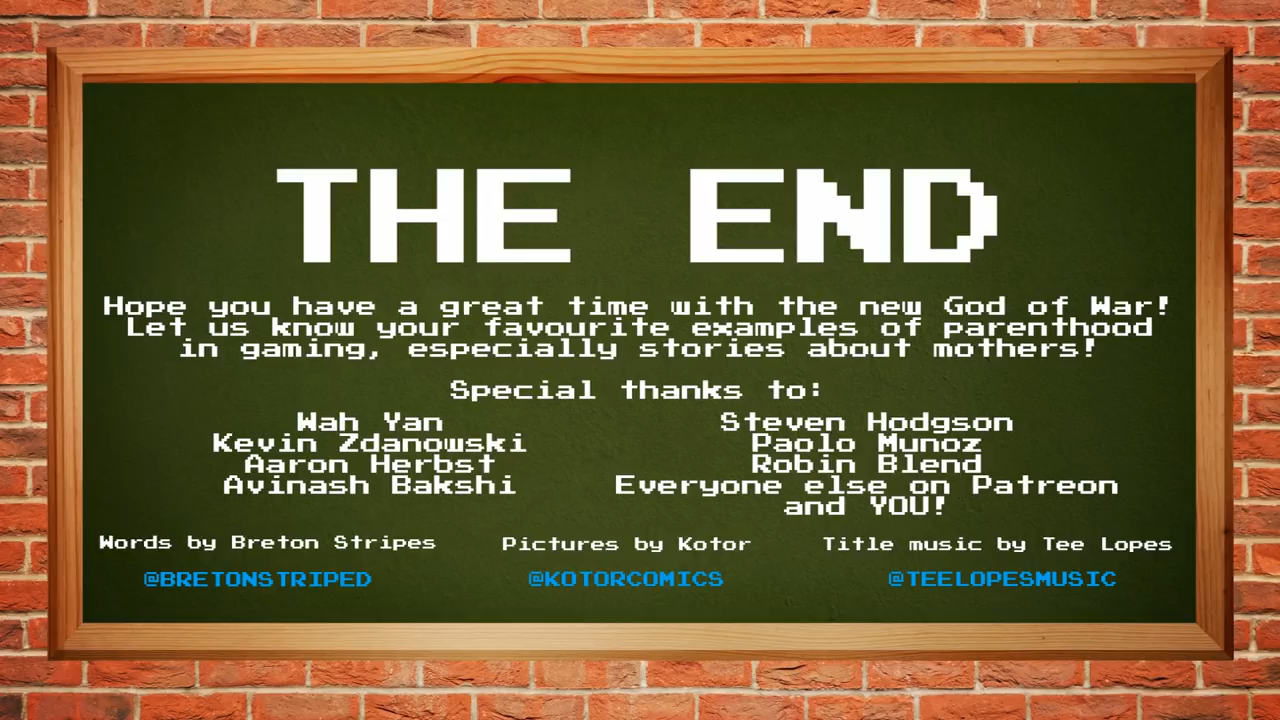 THE END
Hope you have a great time with the new God of War!
Let us know your favourite examples of parenthood
in gaming, especially stories about mothers!
Special thanks to:
Wah Yan
Kevin Zdanowski
Aaron Herbst
Avinash Bakshi
Steven Hodgson
Paolo Munoz
Robin Blend
Everyone else on Patreon
and YOU!
Words by Breton Stripes
@BRETONSTRIPED
Pictures by Kotor
@KOTORCOMICS
Title music by Tee Lopes
@TEELOPESMUSIC